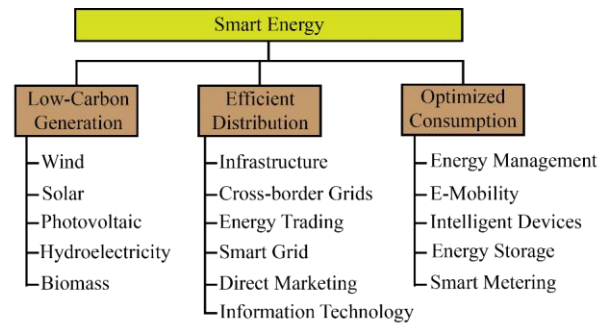 Smart Energy
Low-Carbon
Generation
Wind
Solar
Photovoltaic
Hydroelectricity
Biomass
Efficient
Distribution
Infrastructure
Cross-border Grids
Energy Trading
Smart Grid
Direct Marketing
Information Technology
Optimized
Consumption
Energy Management
E-Mobility
Intelligent Devices
Energy Storage
Smart Metering